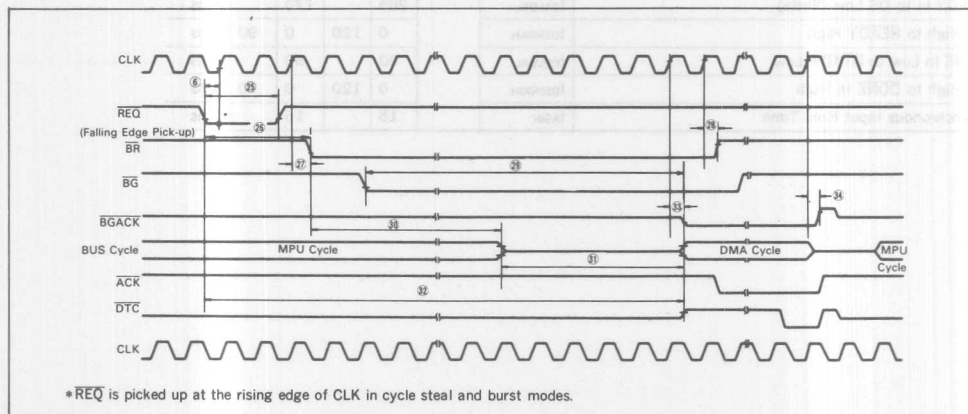 CLK
⑥
㉕
REQ
㉖
(Falling Edge Pick-up)
BR
㉗
㉘
㉙
BG
㉝
㉞
BGACK
㉚
BUS Cycle
MPU Cycle
DMA Cycle
MPU
Cycle
㉛
ACK
㉜
DTC
CLK
*REQ is picked up at the rising edge of CLK in cycle steal and burst modes.